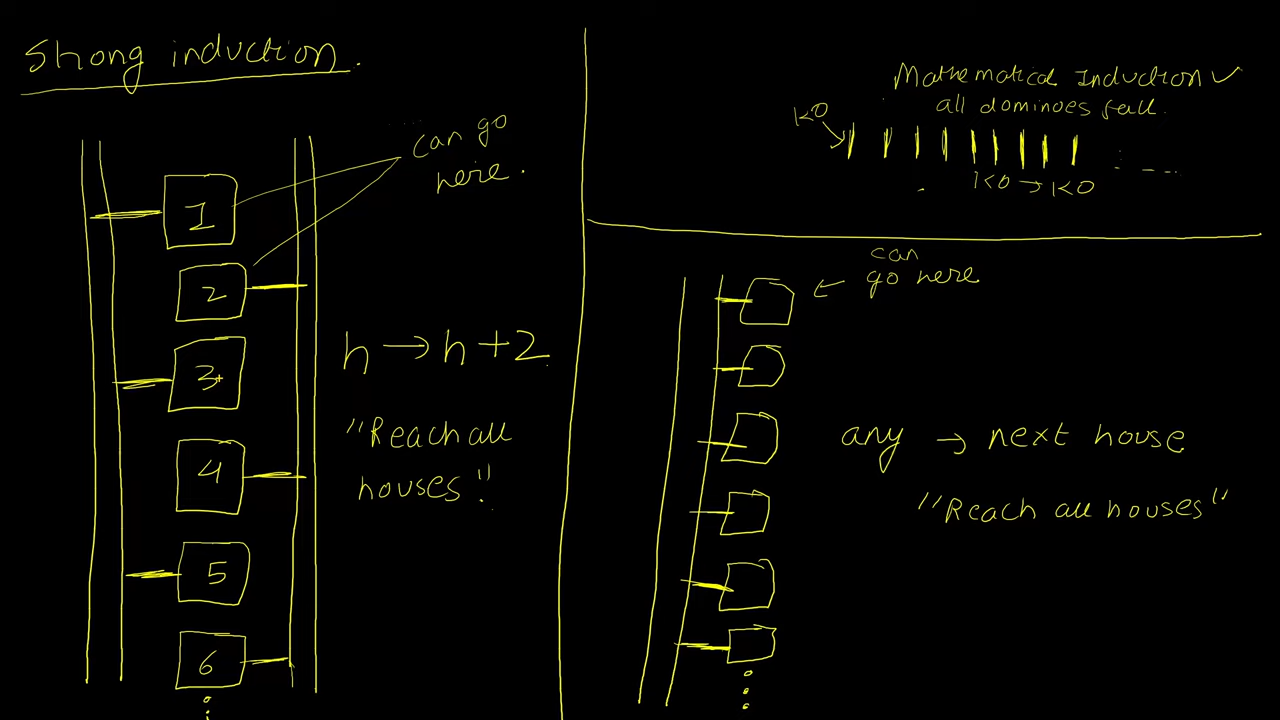 Strong induction.
can go
here.
1
2
3
4
5
6
h → h + 2
"Reach all
houses!"
Mathematical Induction ✓
all dominoes fall.
KO
KO → KO
can
go here
any → next house
"Reach all houses"